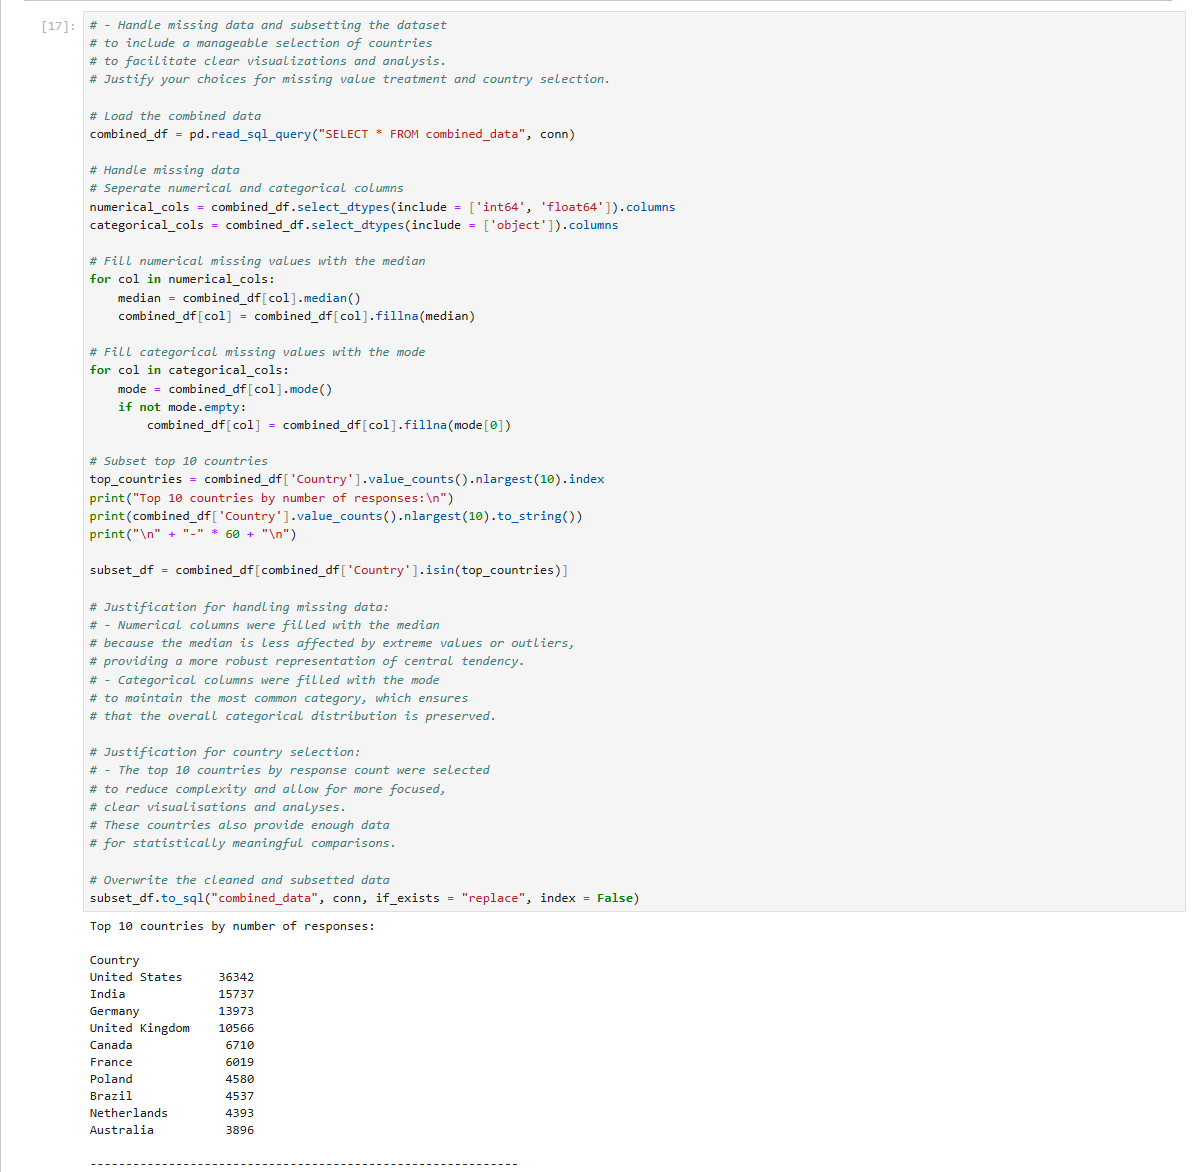 [17]: # - Handle missing data and subsetting the dataset
# to include a manageable selection of countries
# to facilitate clear visualizations and analysis.
# Justify your choices for missing value treatment and country selection.

# Load the combined data
combined_df = pd.read_sql_query("SELECT * FROM combined_data", conn)

# Handle missing data
# Seperate numerical and categorical columns
numerical_cols = combined_df.select_dtypes(include = ['int64', 'float64']).columns
categorical_cols = combined_df.select_dtypes(include = ['object']).columns

# Fill numerical missing values with the median
for col in numerical_cols:
    median = combined_df[col].median()
    combined_df[col] = combined_df[col].fillna(median)

# Fill categorical missing values with the mode
for col in categorical_cols:
    mode = combined_df[col].mode()
    if not mode.empty:
        combined_df[col] = combined_df[col].fillna(mode[0])

# Subset top 10 countries
top_countries = combined_df['Country'].value_counts().nlargest(10).index
print("Top 10 countries by number of responses:\n")
print(combined_df['Country'].value_counts().nlargest(10).to_string())
print("\n" + "-" * 60 + "\n")

subset_df = combined_df[combined_df['Country'].isin(top_countries)]

# Justification for handling missing data:
# - Numerical columns were filled with the median
# because the median is less affected by extreme values or outliers,
# providing a more robust representation of central tendency.
# - Categorical columns were filled with the mode
# to maintain the most common category, which ensures
# that the overall categorical distribution is preserved.

# Justification for country selection:
# - The top 10 countries by response count were selected
# to reduce complexity and allow for more focused,
# clear visualisations and analyses.
# These countries also provide enough data
# for statistically meaningful comparisons.

# Overwrite the cleaned and subsetted data
subset_df.to_sql("combined_data", conn, if_exists = "replace", index = False)
Top 10 countries by number of responses:

Country
United States     36342
India             15737
Germany           13973
United Kingdom    10566
Canada             6710
France             6019
Poland             4580
Brazil             4537
Netherlands        4393
Australia          3896

------------------------------------------------------------